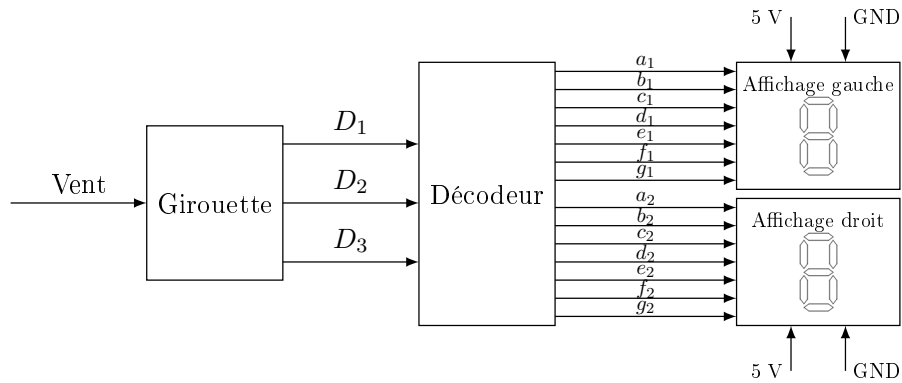 5 V
GND
Vent
Girouette
D1
D2
D3
Décodeur
a1
b1
c1
d1
e1
f1
g1
a2
b2
c2
d2
e2
f2
g2
Affichage gauche
Affichage droit
5 V
GND